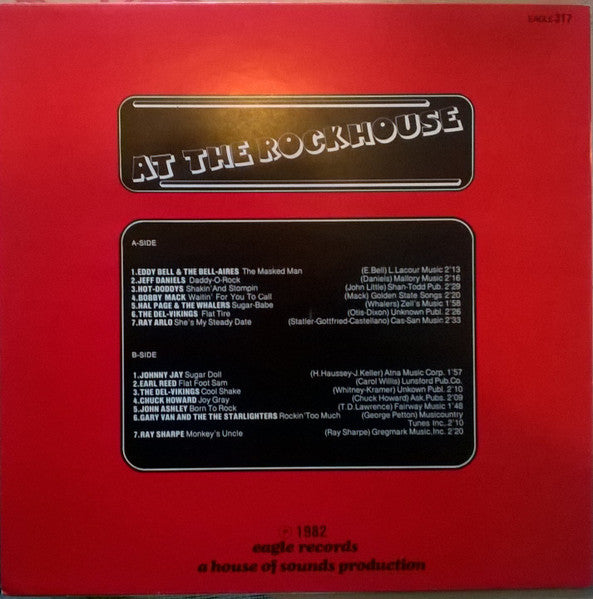 EAGLE 317
AT THE ROCKHOUSE
A-SIDE
1.EDDY BELL & THE BELL-AIRES The Masked Man (E.Bell) L.Lacour Music 2'13
2.JEFF DANIELS Daddy-O-Rock (Daniels) Mallory Music 2'16
3.HOT-DODDYS Shakin' And Stompin (John Little) Shan-Todd Pub. 2'29
4.BOBBY MACK Waitin' For You To Call (Mack) Golden State Songs 2'20
5.HAL PAGE & THE WHALERS Sugar-Babe (Whalers) Zell's Music 1'58
6.THE DEL-VIKINGS Flat Tire (Otis-Dixon) Unknown Publ. 2'26
7.RAY ARLO She's My Steady Date (Statler-Gottfried-Castellano) Cas-San Music 2'33
B-SIDE
1.JOHNNY JAY Sugar Doll (H.Haussey-J.Keller) Atna Music Corp. 1'57
2.EARL REED Flat Foot Sam (Carol Willis) Lunsford Pub.Co.
3.THE DEL-VIKINGS Cool Shake (Whitney-Kramer) Unkown Publ. 2'10
4.CHUCK HOWARD Joy Gray (Chuck Howard) Ask.Pubs. 2'09
5.JOHN ASHLEY Born To Rock (T.D.Lawrence) Fairway Music 1'46
6.GARY VAN AND THE THE STARLIGHTERS Rockin' Too Much (George Petton) Musicountry
Tunes Inc,.2'10
7.RAY SHARPE Monkey's Uncle (Ray Sharpe) Gregmark Music,Inc. 2'20
℗ 1982
eagle records
a house of sounds production